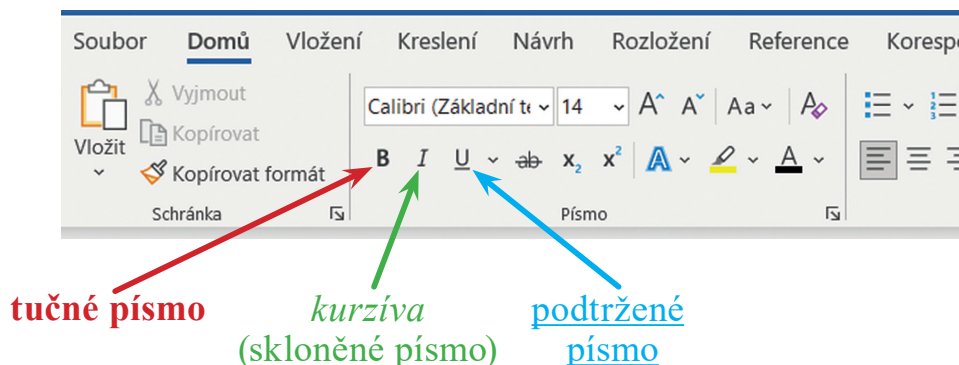 Soubor Domů Vložení Kreslení Návrh Rozložení Reference Koresp
Vložit
Vyjmout
Kopírovat
Kopírovat formát
Schránka
Calibri (Základní te 14 A A Aa A
B I U ab x2 x2 A A
Písmo
tučné písmo
kurzíva
(skloněné písmo)
podtržené
písmo